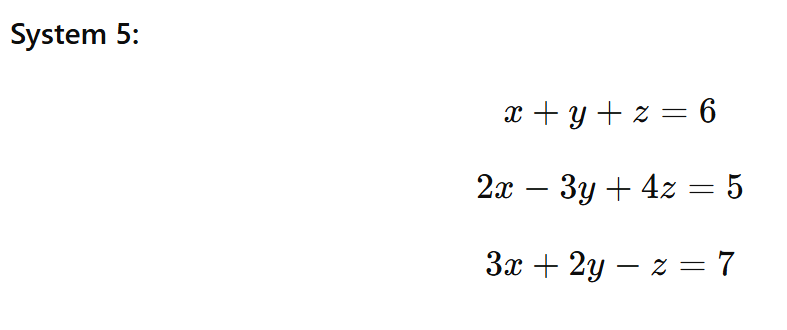 System 5:
x + y + z = 6
2x − 3y + 4z = 5
3x + 2y − z = 7